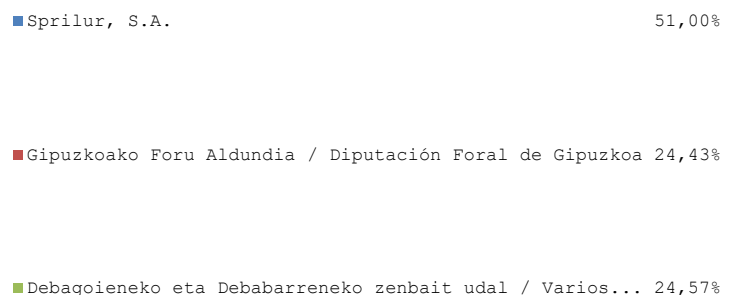 Sprilur, S.A. 51,00%
Gipuzkoako Foru Aldundia / Diputación Foral de Gipuzkoa 24,43%
Debagoieneko eta Debabarreneko zenbait udal / Varios... 24,57%